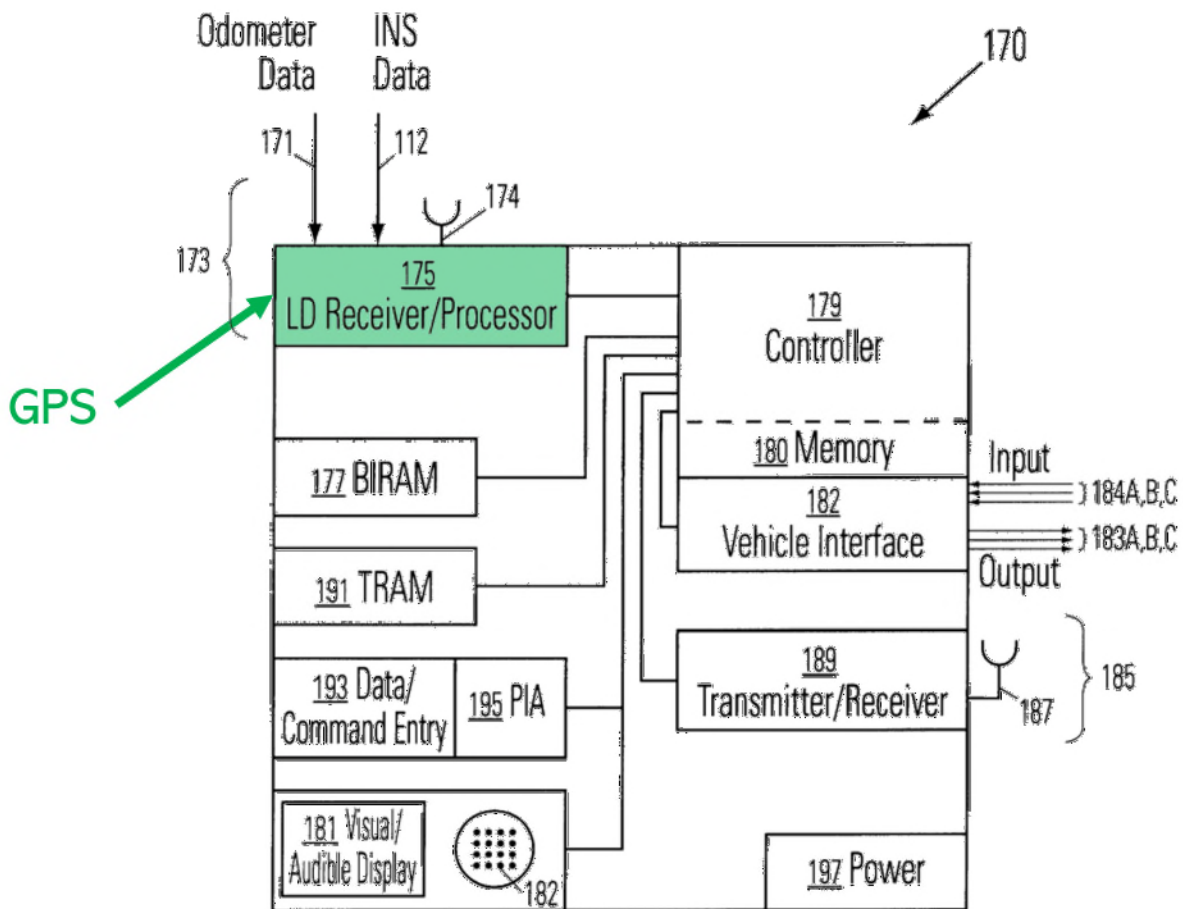 Odometer
Data
INS
Data
170
171
112
174
173
175
LD Receiver/Processor
179
Controller
GPS
180 Memory
Input
177 BIRAM
184A,B,C
182
Vehicle Interface
183A,B,C
Output
191 TRAM
189
Transmitter/Receiver
185
187
193 Data/
Command Entry
195 PIA
181 Visual/
Audible Display
182
197 Power